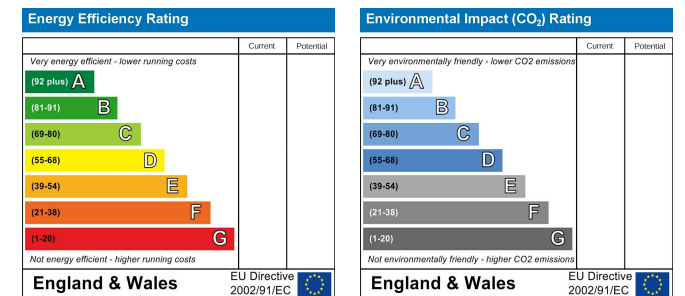 Energy Efficiency Rating
Current Potential
Very energy efficient - lower running costs
(92 plus) A
(81-91) B
(69-80) C
(55-68) D
(39-54) E
(21-38) F
(1-20) G
Not energy efficient - higher running costs
England & Wales
EU Directive
2002/91/EC
Environmental Impact (CO₂) Rating
Current Potential
Very environmentally friendly - lower CO2 emissions
(92 plus) A
(81-91) B
(69-80) C
(55-68) D
(39-54) E
(21-38) F
(1-20) G
Not environmentally friendly - higher CO2 emissions
England & Wales
EU Directive
2002/91/EC